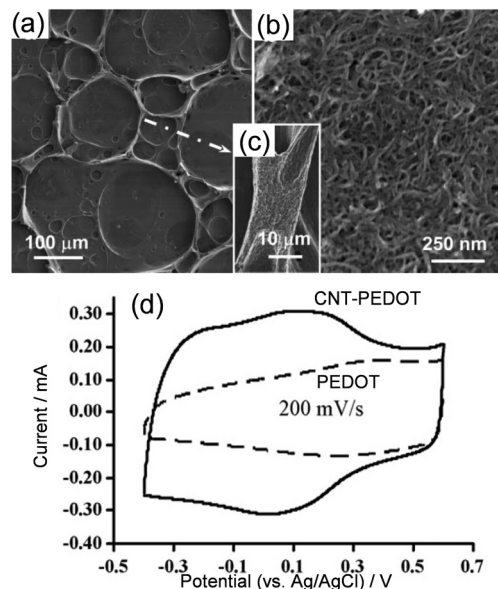 (a)
(b)
(c)
100 μm
10 μm
250 nm
(d)
CNT-PEDOT
PEDOT
200 mV/s
Current / mA
0.30
0.20
0.10
0.00
-0.10
-0.20
-0.30
-0.40
-0.5 -0.3 -0.1 0.1 0.3 0.5 0.7
Potential (vs. Ag/AgCl) / V